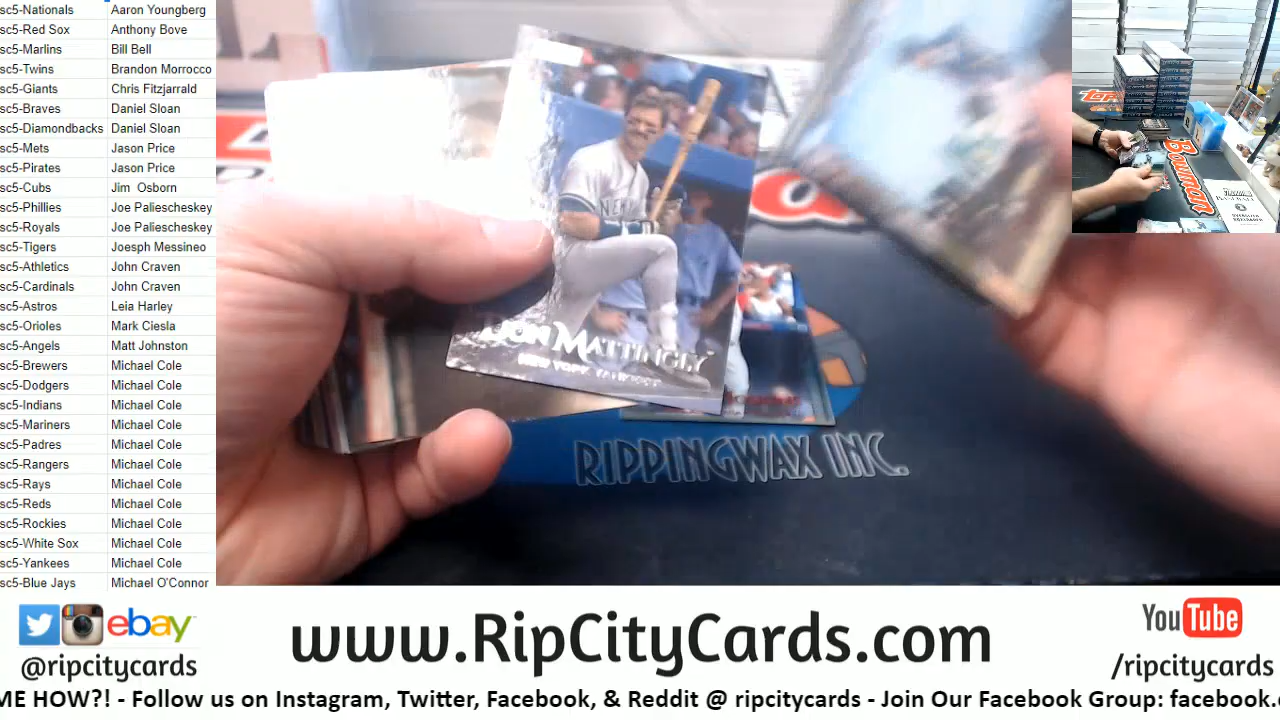 sc5-Nationals Aaron Youngberg
sc5-Red Sox Anthony Bove
sc5-Marlins Bill Bell
sc5-Twins Brandon Morrocco
sc5-Giants Chris Fitzjarrald
sc5-Braves Daniel Sloan
sc5-Diamondbacks Daniel Sloan
sc5-Mets Jason Price
sc5-Pirates Jason Price
sc5-Cubs Jim Osborn
sc5-Phillies Joe Paliescheskey
sc5-Royals Joe Paliescheskey
sc5-Tigers Joesph Messineo
sc5-Athletics John Craven
sc5-Cardinals John Craven
sc5-Astros Leia Harley
sc5-Orioles Mark Ciesla
sc5-Angels Matt Johnston
sc5-Brewers Michael Cole
sc5-Dodgers Michael Cole
sc5-Indians Michael Cole
sc5-Mariners Michael Cole
sc5-Padres Michael Cole
sc5-Rangers Michael Cole
sc5-Rays Michael Cole
sc5-Reds Michael Cole
sc5-Rockies Michael Cole
sc5-White Sox Michael Cole
sc5-Yankees Michael Cole
sc5-Blue Jays Michael O'Connor
DON MATTINGLY
NEW YORK YANKEES
RIPPINGWAX INC.
Topps
Bowman
BASEBALL
ebay
@ripcitycards
www.RipCityCards.com
YouTube
/ripcitycards
ME HOW?! - Follow us on Instagram, Twitter, Facebook, & Reddit @ ripcitycards - Join Our Facebook Group: facebook.